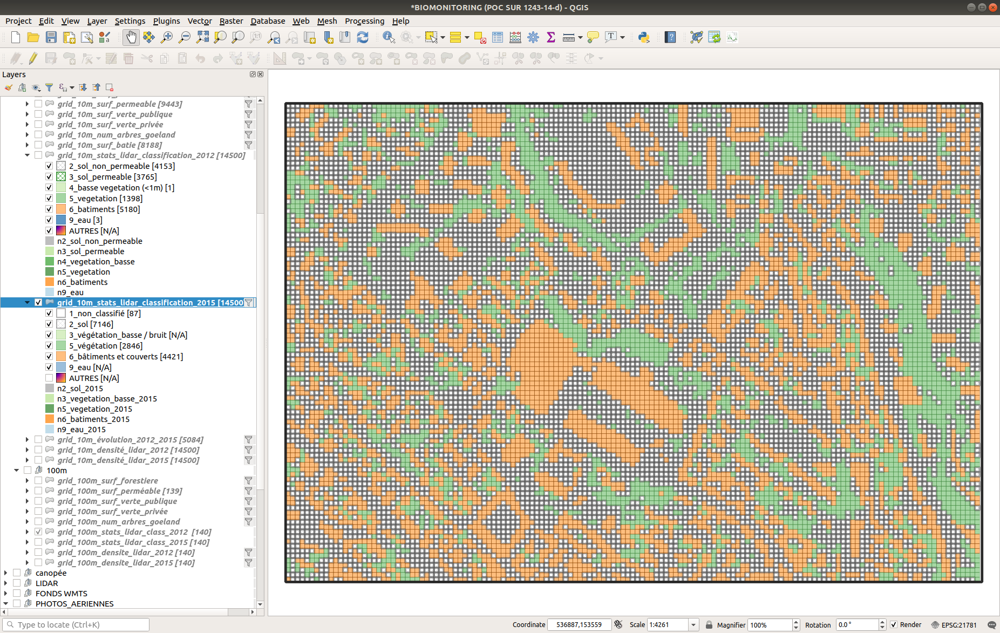 *BIOMONITORING (POC SUR 1243-14-d) - QGIS
Project Edit View Layer Settings Plugins Vector Raster Database Web Mesh Processing Help
Layers
grid_10m_surf_permeable [9443]
grid_10m_surf_verte_publique
grid_10m_surf_verte_privée
grid_10m_num_arbres_goeland
grid_10m_surf_batie [8188]
grid_10m_stats_lidar_classification_2012 [14500]
2_sol_non_permeable [4153]
3_sol_permeable [3765]
4_basse vegetation (<1m) [1]
5_vegetation [1398]
6_batiments [5180]
9_eau [3]
AUTRES [N/A]
n2_sol_non_permeable
n3_sol_permeable
n4_vegetation_basse
n5_vegetation
n6_batiments
n9_eau
grid_10m_stats_lidar_classification_2015 [14500
1_non_classifié [87]
2_sol [7146]
3_végétation_basse / bruit [N/A]
5_végétation [2846]
6_bâtiments et couverts [4421]
9_eau [N/A]
AUTRES [N/A]
n2_sol_2015
n3_vegetation_basse_2015
n5_vegetation_2015
n6_batiments_2015
n9_eau_2015
grid_10m_évolution_2012_2015 [5084]
grid_10m_densité_lidar_2012 [14500]
grid_10m_densité_lidar_2015 [14500]
100m
grid_100m_surf_forestiere
grid_100m_surf_perméable [139]
grid_100m_surf_verte_publique
grid_100m_surf_verte_privée
grid_100m_num_arbres_goeland
grid_100m_stats_lidar_class_2012 [140]
grid_100m_stats_lidar_class_2015 [140]
grid_100m_densite_lidar_2012 [140]
grid_100m_densite_lidar_2015 [140]
canopée
LIDAR
FONDS WMTS
PHOTOS_AERIENNES
Type to locate (Ctrl+K) Coordinate 536887,153559 Scale 1:4261 Magnifier 100% Rotation 0.0 ° Render EPSG:21781